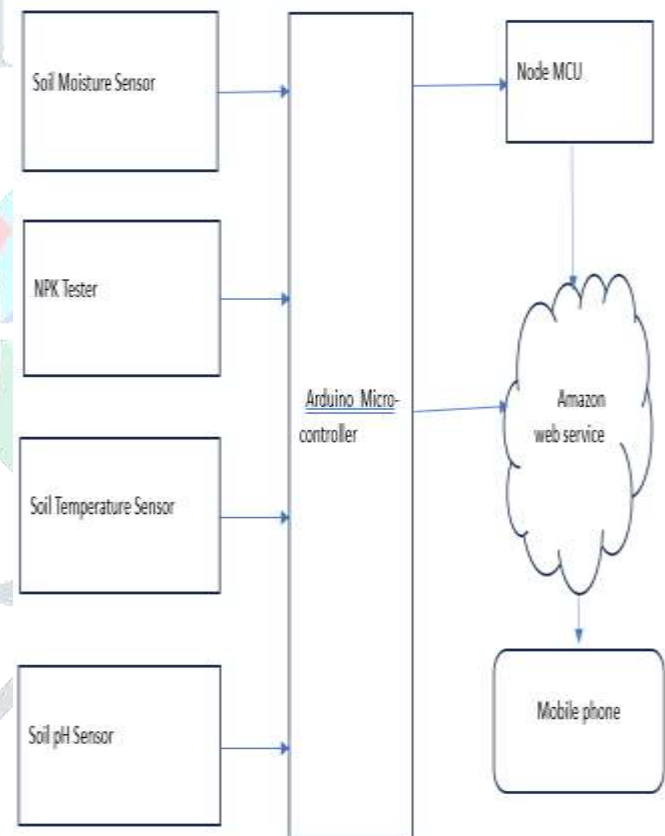 Soil Moisture Sensor
NPK Tester
Soil Temperature Sensor
Soil pH Sensor
Arduino Micro-
controller
Node MCU
Amazon
web service
Mobile phone